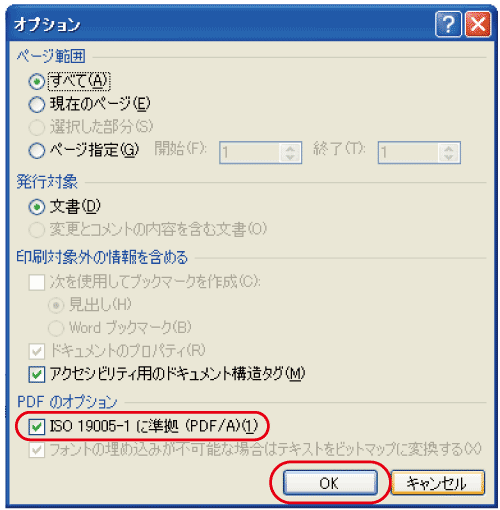 オプション
ページ範囲
すべて(A)
現在のページ(E)
選択した部分(S)
ページ指定(G) 開始(F): 1 終了(T): 1
発行対象
文書(D)
変更とコメントの内容を含む文書(O)
印刷対象外の情報を含める
次を使用してブックマークを作成(C):
見出し(H)
Word ブックマーク(B)
ドキュメントのプロパティ(R)
アクセシビリティ用のドキュメント構造タグ(M)
PDF のオプション
ISO 19005-1 に準拠 (PDF/A)(1)
フォントの埋め込みが不可能な場合はテキストをビットマップに変換する(X)
OK キャンセル